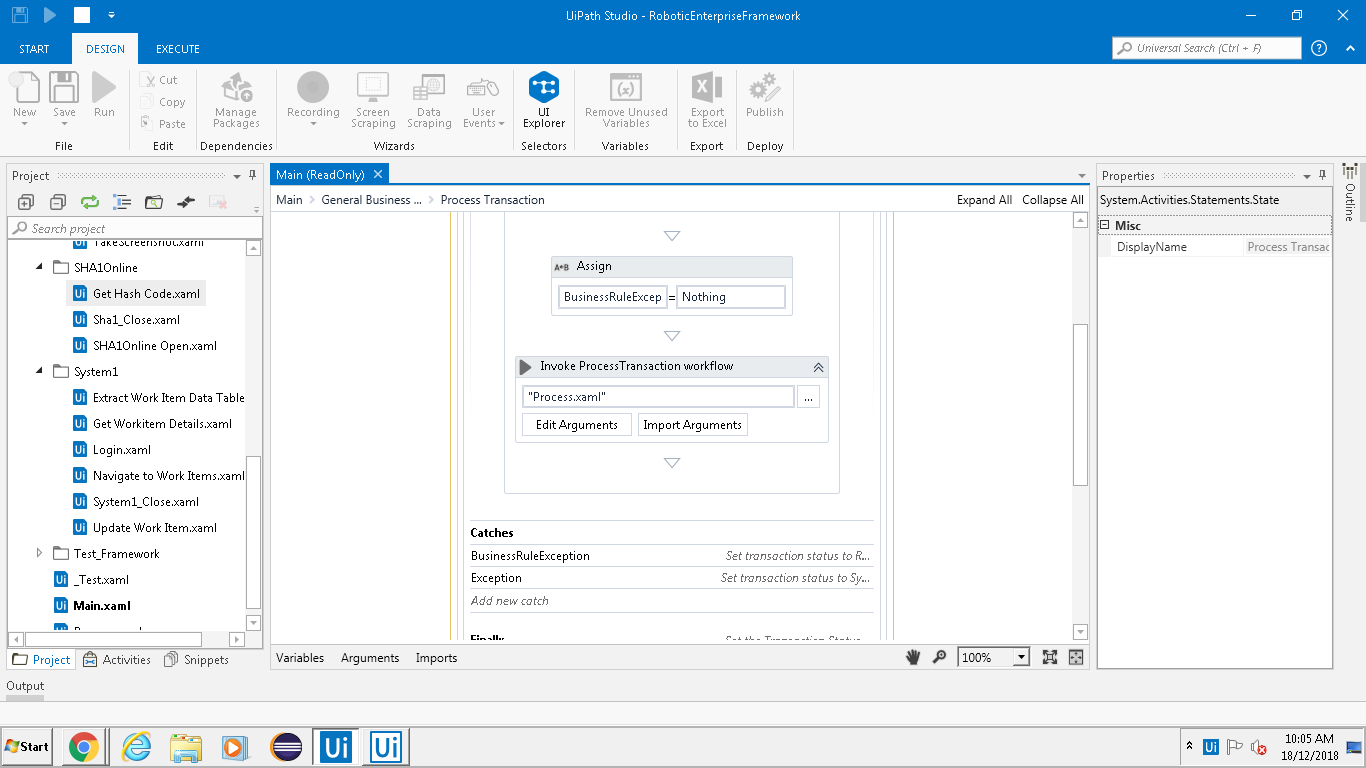 UiPath Studio - RoboticEnterpriseFramework
START DESIGN EXECUTE
Universal Search (Ctrl + F)
New Save Run
Cut
Copy
Paste
Manage Packages
Recording
Screen Scraping
Data Scraping
User Events
UI Explorer
Remove Unused Variables
Export to Excel
Publish
File Edit Dependencies Wizards Selectors Variables Export Deploy
Project
Search project
TakeScreenshot.xaml
SHA1Online
Get Hash Code.xaml
Sha1_Close.xaml
SHA1Online Open.xaml
System1
Extract Work Item Data Table
Get Workitem Details.xaml
Login.xaml
Navigate to Work Items.xaml
System1_Close.xaml
Update Work Item.xaml
Test_Framework
_Test.xaml
Main.xaml
Project Activities Snippets
Main (ReadOnly)
Main General Business ... Process Transaction
Expand All Collapse All
A+B Assign
BusinessRuleExcep = Nothing
Invoke ProcessTransaction workflow
"Process.xaml" ...
Edit Arguments Import Arguments
Catches
BusinessRuleException Set transaction status to R...
Exception Set transaction status to Sy...
Add new catch
Finally Set the Transaction Status...
Variables Arguments Imports
100%
Properties
System.Activities.Statements.State
Misc
DisplayName Process Transac
Outline
Output
Start
Ui Ui Ui
10:05 AM
18/12/2018